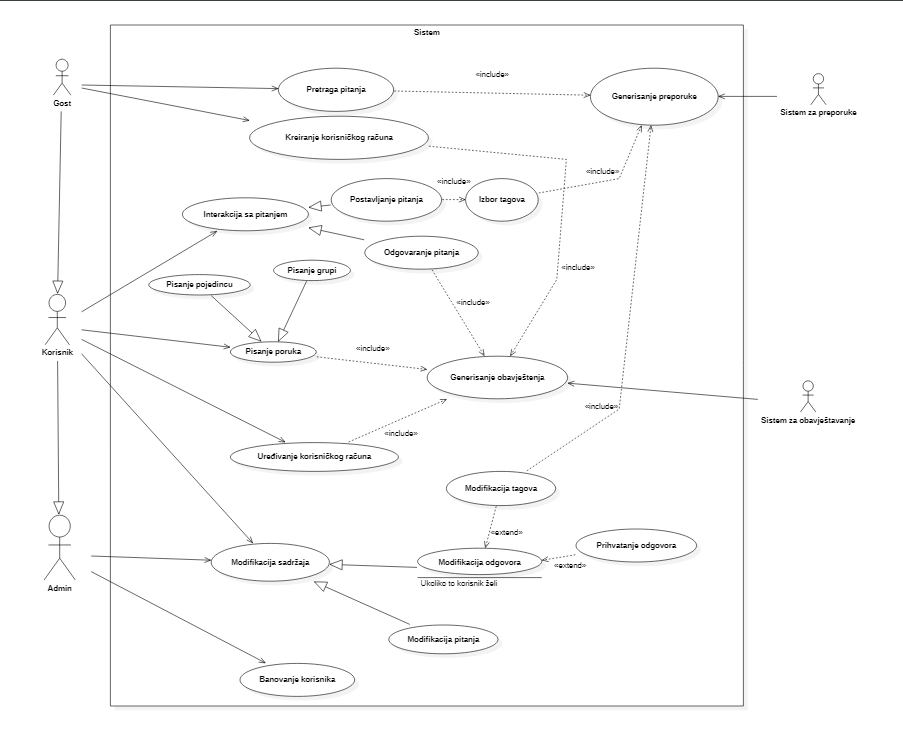 Sistem
Gost
Pretraga pitanja
«include»
Generisanje preporuke
Sistem za preporuke
Kreiranje korisničkog računa
«include»
«include»
Interakcija sa pitanjem
Postavljanje pitanja
Izbor tagova
Odgovaranje pitanja
«include»
Pisanje pojedincu
Pisanje grupi
«include»
Korisnik
Pisanje poruka
«include»
Generisanje obavještenja
Sistem za obavještavanje
«include»
«include»
Uređivanje korisničkog računa
Modifikacija tagova
«extend»
Prihvatanje odgovora
«extend»
Admin
Modifikacija sadržaja
Modifikacija odgovora
Ukoliko to korisnik želi
Modifikacija pitanja
Banovanje korisnika